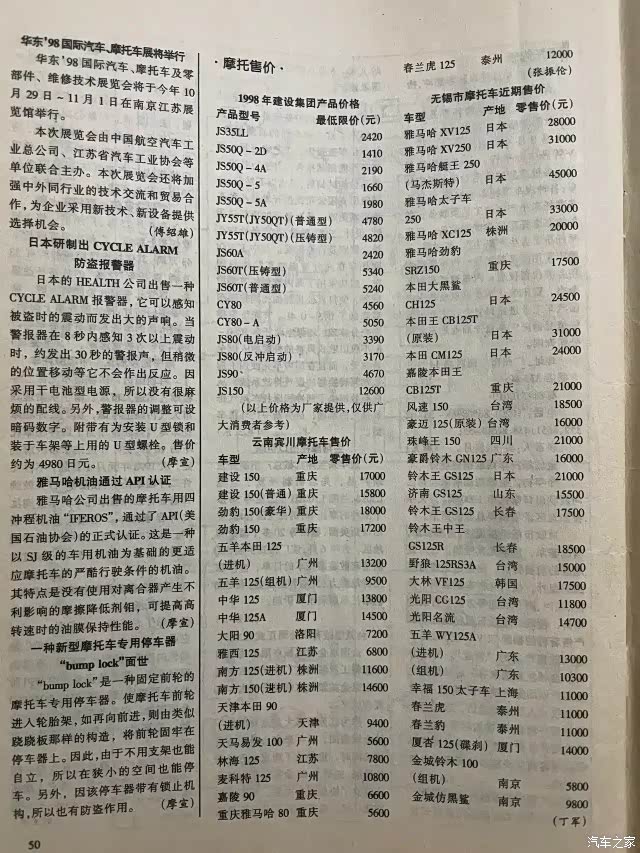 华东’98国际汽车、摩托车展将举行
华东’98国际汽车、摩托车及零
部件、维修技术展览会将于今年10
月29日～11月1日在南京江苏展
览馆举行。
本次展览会由中国航空汽车工
业总公司、江苏省汽车工业协会等
单位联合主办。本次展览会还将加
强中外同行业的技术交流和贸易合
作，为企业采用新技术、新设备提供
选择机会。 (傅绍雄)
日本研制出 CYCLE ALARM
防盗报警器
日本的HEALTH公司出售一种
CYCLE ALARM报警器，它可以感知
被盗时的震动而发出大的声响。当
警报器在8秒内感知3次以上震动
时，约发出30秒的警报声，但稍微
的位置移动等它不会作出反应。因
采用干电池型电源，所以没有很麻
烦的配线。另外，警报器的调整可设
暗码数字。附带有为安装U型锁和
装于车架等上用的U型螺栓。售价
约为4980日元。 (摩宣)
雅马哈机油通过API认证
雅马哈公司出售的摩托车用四
冲程机油“IFEROS”，通过了API(美
国石油协会)的正式认证。这是一种
以SJ级的车用机油为基础的更适
应摩托车的严酷行驶条件的机油。
其特点是没有使用对离合器产生不
利影响的摩擦降低剂钼，可提高高
转速时的油膜保持性能。 (摩宣)
一种新型摩托车专用停车器
“bump lock”面世
“bump lock”是一种固定前轮的
摩托车专用停车器。使摩托车前轮
进入轮胎架，如再向前进，则由类似
跷跷板那样的构造，将前轮固牢在
停车器上。因此，由于不用支架也能
自立，所以在狭小的空间也能停
车。另外，因该停车器带有锁止机
构，所以也有防盗作用。 (摩宣)
50
·摩托售价·
1998年建设集团产品价格
产品型号 最低限价(元)
JS35LL 2420
JS50Q－2D 1410
JS50Q－4A 2190
JS50Q－5 1660
JS50Q－5A 1980
JY55T(JY50QT)(普通型) 4780
JY55T(JY50QT)(压铸型) 4820
JS60A 2420
JS60T(压铸型) 5340
JS60T(普通型) 5240
CY80 4560
CY80－A 5050
JS80(电启动) 3390
JS80(反冲启动) 3170
JS90 4670
JS150 12600
(以上价格为厂家提供，仅供广
大消费者参考)
云南宾川摩托车售价
车型 产地 零售价(元)
建设150 重庆 17000
建设150(普通) 重庆 15800
劲豹150(豪华) 重庆 18000
劲豹150 重庆 17200
五羊本田125
(进机) 广州 13200
五羊125(组机) 广州 9500
中华125 厦门 13800
中华125A 厦门 14500
大阳90 洛阳 7200
雅西125 江苏 6800
南方125(进机) 株洲 11600
南方150(速机) 株洲 14600
天津本田90
(进机) 天津 9400
天马易发100 广州 5600
林海125 江苏 7800
麦科特125 广州 10800
嘉陵90 重庆 6600
重庆雅马哈80 重庆 5600
春兰虎125 泰州 12000
(张振伦)
无锡市摩托车近期售价
车型 产地 零售价(元)
雅马哈XV125 日本 28000
雅马哈XV250 日本 31000
雅马哈艇王250
(马杰斯特) 日本 45000
雅马哈太子车
250 日本 33000
雅马哈XC125 株洲 20000
雅马哈劲豹
SRZ150 重庆 17500
本田大黑鲨
CH125 日本 24500
本田王CB125T
(原装) 日本 31000
本田CM125 日本 24000
嘉陵本田王
CB125T 重庆 21000
风速150 台湾 18500
豪迈125(原装) 台湾 16000
珠峰王150 四川 21000
豪爵铃木GN125 广东 16000
铃木王GS125 日本 21000
济南GS125 山东 15500
铃木王GS125 长春 17500
铃木王中王
GS125R 长春 18500
野狼125RS3A 台湾 15000
大林VF125 韩国 17500
光阳CG125 台湾 11800
光阳名流 台湾 14700
五羊WY125A
(进机) 广东 13000
(组机) 广东 10300
幸福150太子车 上海 11000
春兰虎 泰州 11000
春兰豹 泰州 11000
厦杏125(碟刹) 厦门 14000
金城铃木100
(组机) 南京 5800
金城仿黑鲨 南京 9800
(丁军)
汽车之家